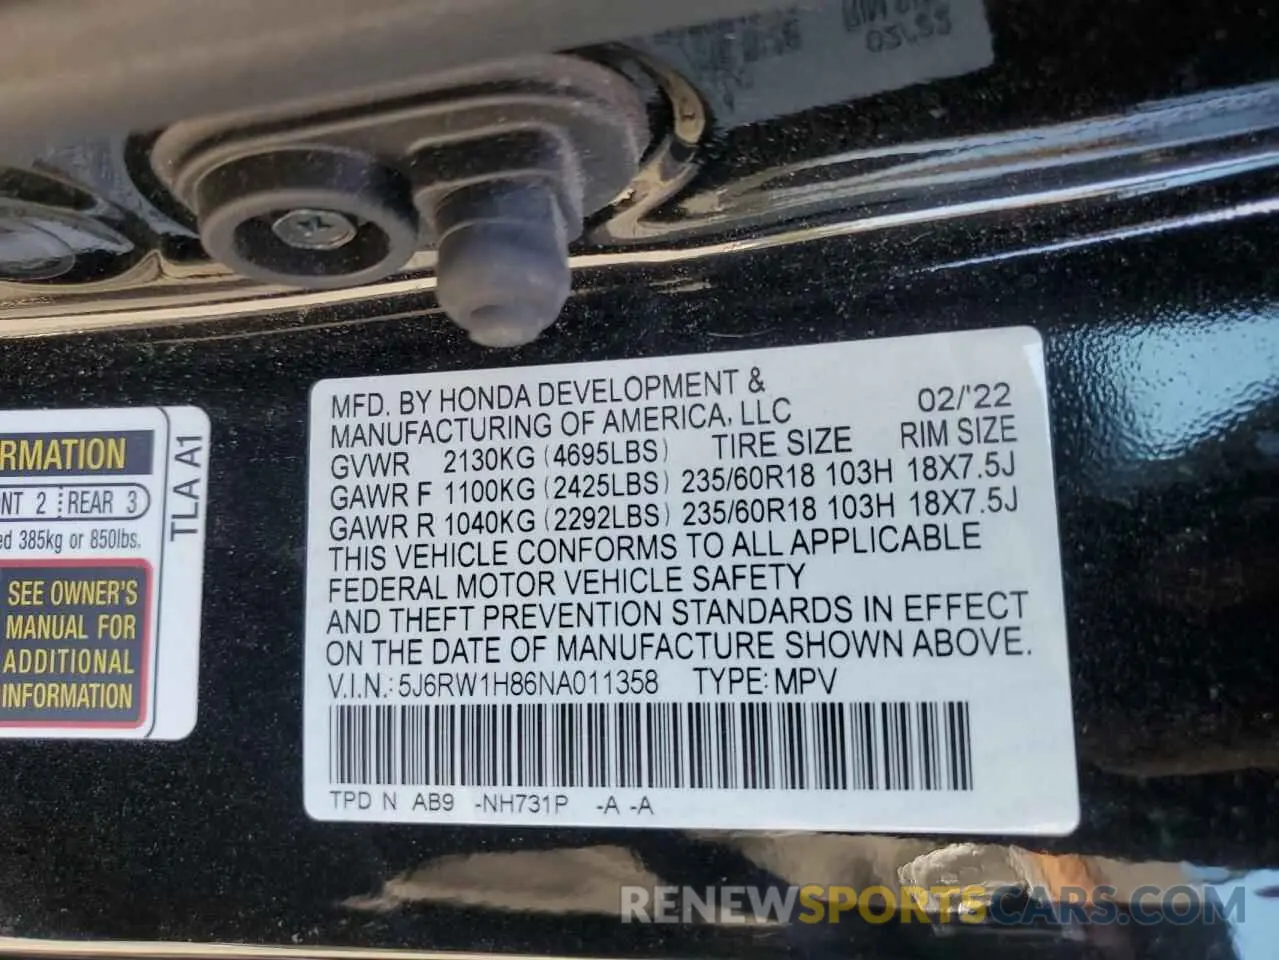 MFD. BY HONDA DEVELOPMENT &
MANUFACTURING OF AMERICA, LLC 02/'22
GVWR 2130KG (4695LBS) TIRE SIZE RIM SIZE
GAWR F 1100KG (2425LBS) 235/60R18 103H 18X7.5J
GAWR R 1040KG (2292LBS) 235/60R18 103H 18X7.5J
THIS VEHICLE CONFORMS TO ALL APPLICABLE
FEDERAL MOTOR VEHICLE SAFETY
AND THEFT PREVENTION STANDARDS IN EFFECT
ON THE DATE OF MANUFACTURE SHOWN ABOVE.
V.I.N.: 5J6RW1H86NA011358 TYPE: MPV
TPD N AB9 -NH731P -A -A
RMATION
NT 2 REAR 3
ed 385kg or 850lbs.
SEE OWNER'S
MANUAL FOR
ADDITIONAL
INFORMATION
TLA A1
RENEWSPORTSCARS.COM